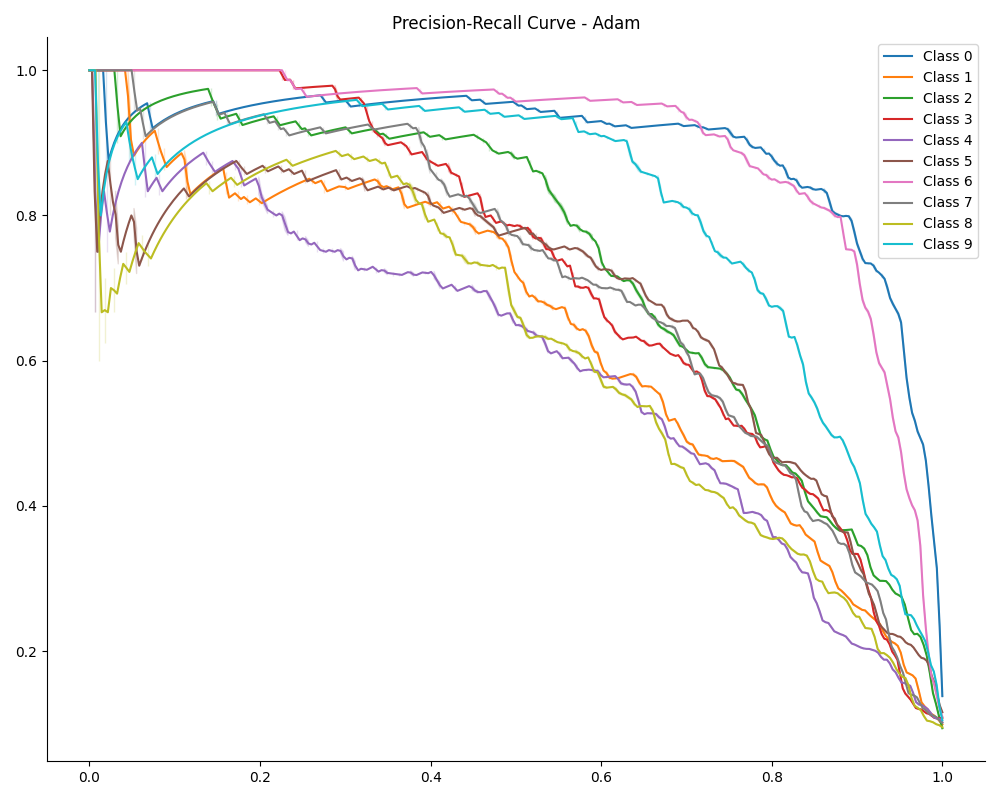 Precision-Recall Curve - Adam
Class 0
Class 1
Class 2
Class 3
Class 4
Class 5
Class 6
Class 7
Class 8
Class 9
1.0
0.8
0.6
0.4
0.2
0.0 0.2 0.4 0.6 0.8 1.0